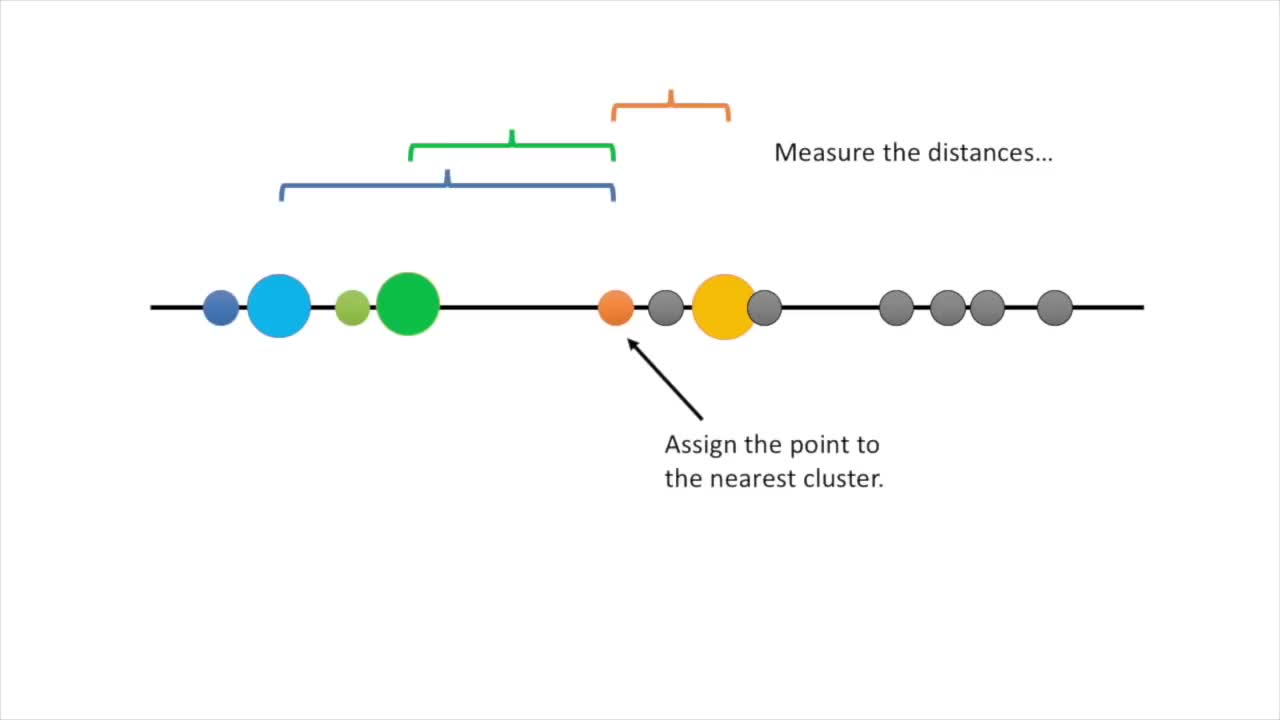 Measure the distances...
Assign the point to
the nearest cluster.